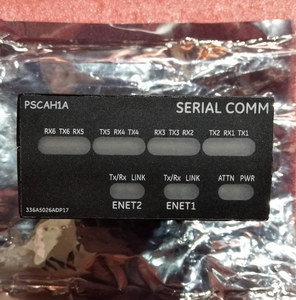 PSCAH1A SERIAL COMM
RX6 TX6 RX5 TX5 RX4 TX4 RX3 TX3 RX2 TX2 RX1 TX1
Tx/Rx LINK Tx/Rx LINK ATTN PWR
ENET2 ENET1
336A5026ADP17